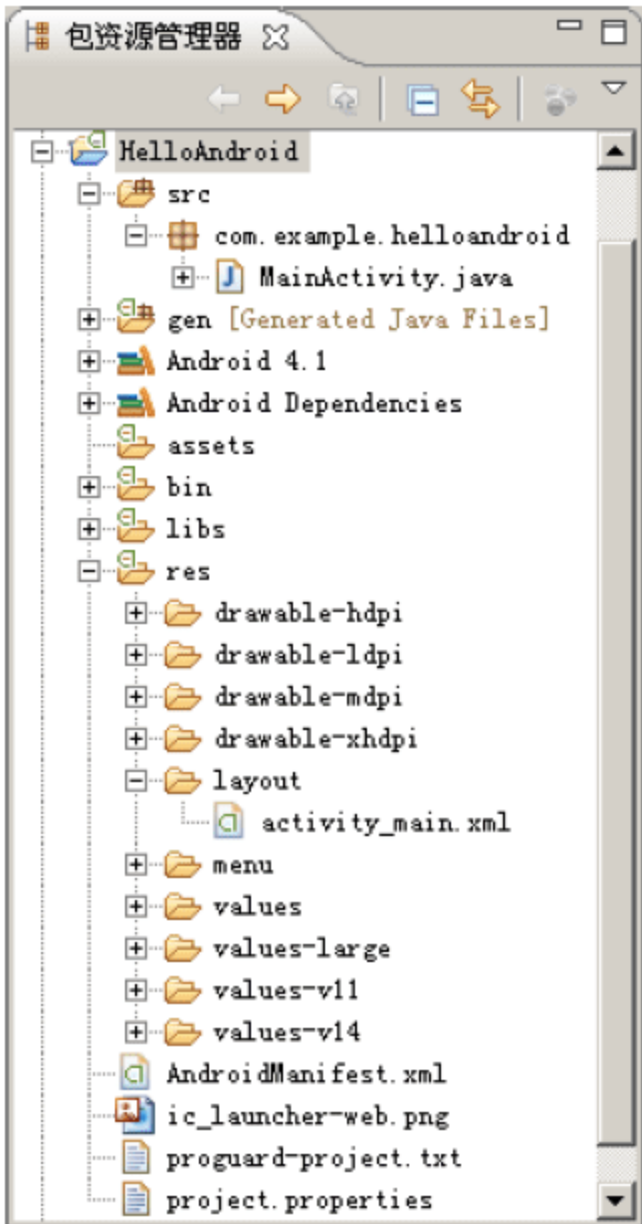 包资源管理器
HelloAndroid
src
com.example.helloandroid
MainActivity.java
gen [Generated Java Files]
Android 4.1
Android Dependencies
assets
bin
libs
res
drawable-hdpi
drawable-ldpi
drawable-mdpi
drawable-xhdpi
layout
activity_main.xml
menu
values
values-large
values-v11
values-v14
AndroidManifest.xml
ic_launcher-web.png
proguard-project.txt
project.properties